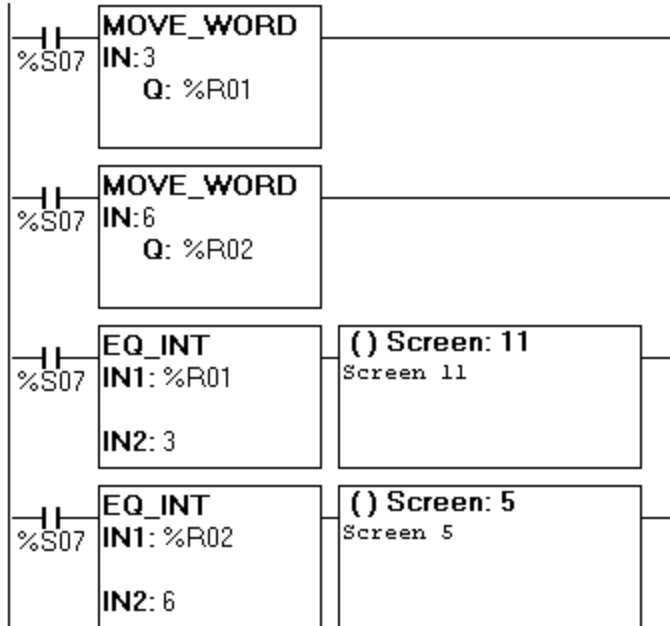 MOVE_WORD
%S07 IN:3
Q: %R01
MOVE_WORD
%S07 IN:6
Q: %R02
EQ_INT ( ) Screen: 11
%S07 IN1: %R01 Screen 11
IN2: 3
EQ_INT ( ) Screen: 5
%S07 IN1: %R02 Screen 5
IN2: 6